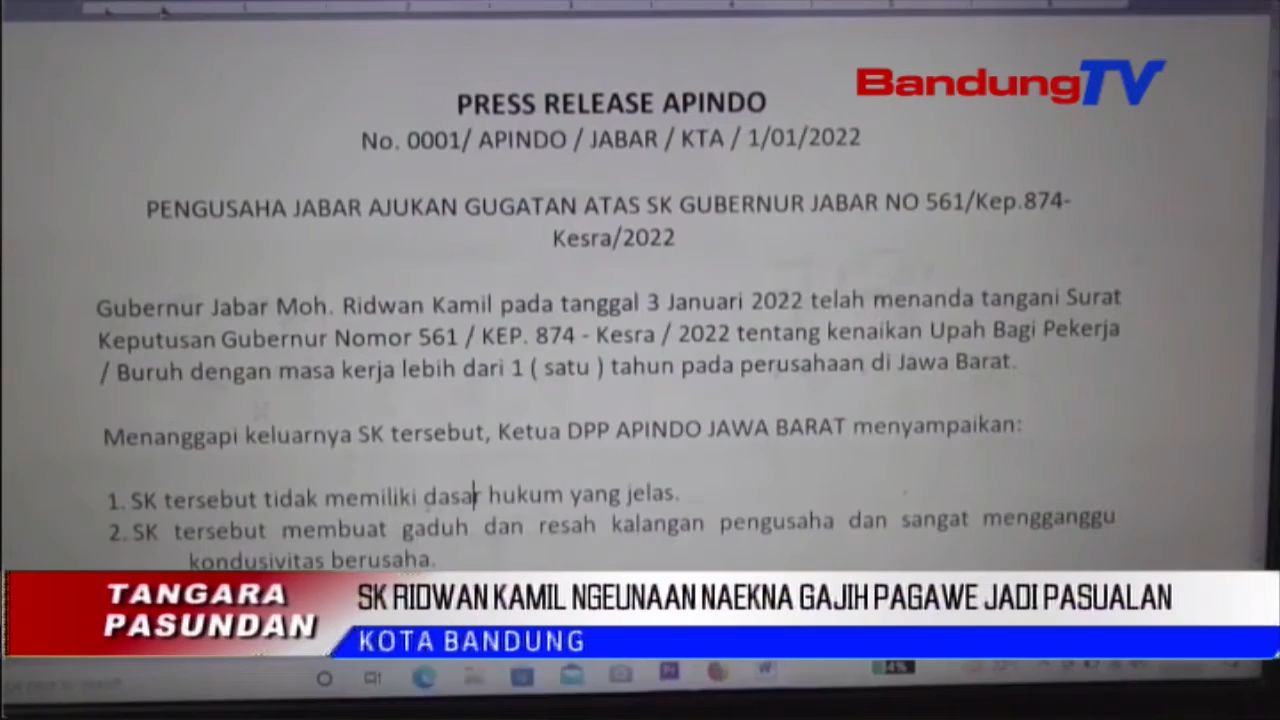 BandungTV
PRESS RELEASE APINDO
No. 0001/ APINDO / JABAR / KTA / 1/01/2022
PENGUSAHA JABAR AJUKAN GUGATAN ATAS SK GUBERNUR JABAR NO 561/Kep.874-
Kesra/2022
Gubernur Jabar Moh. Ridwan Kamil pada tanggal 3 Januari 2022 telah menanda tangani Surat
Keputusan Gubernur Nomor 561 / KEP. 874 - Kesra / 2022 tentang kenaikan Upah Bagi Pekerja
/ Buruh dengan masa kerja lebih dari 1 ( satu ) tahun pada perusahaan di Jawa Barat.
Menanggapi keluarnya SK tersebut, Ketua DPP APINDO JAWA BARAT menyampaikan:
1. SK tersebut tidak memiliki dasar hukum yang jelas.
2. SK tersebut membuat gaduh dan resah kalangan pengusaha dan sangat mengganggu
kondusivitas berusaha.
TANGARA
PASUNDAN
SK RIDWAN KAMIL NGEUNAAN NAEKNA GAJIH PAGAWE JADI PASUALAN
KOTA BANDUNG